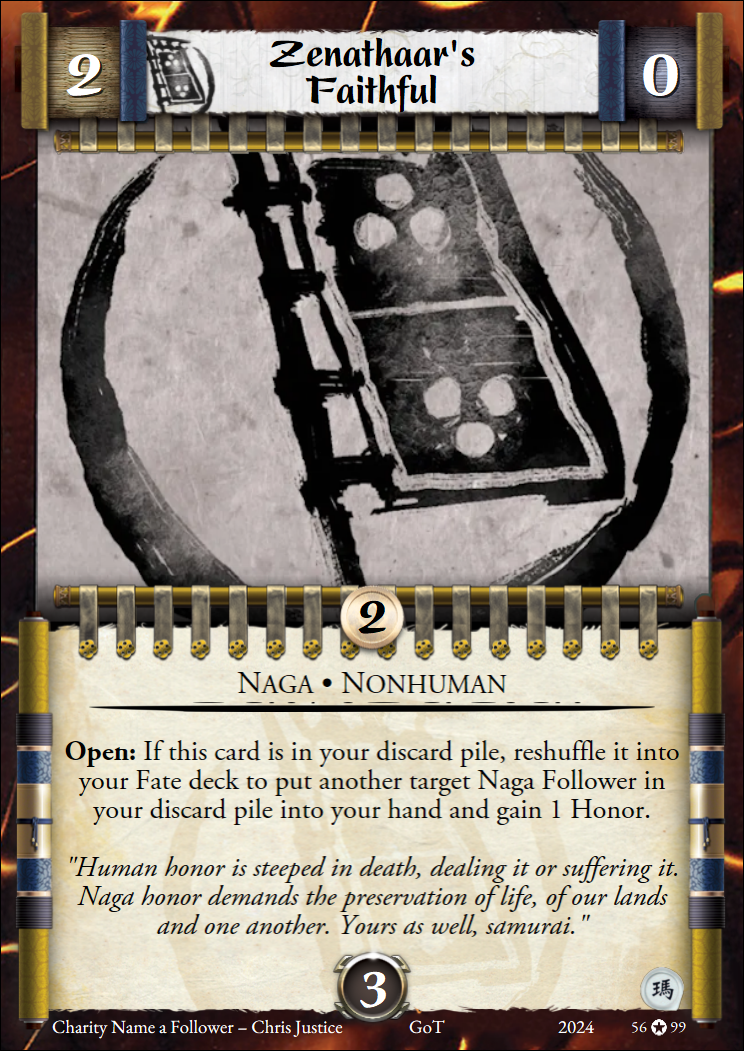 2
Zenathaar's
Faithful
0
2
Naga • Nonhuman
Open: If this card is in your discard pile, reshuffle it into
your Fate deck to put another target Naga Follower in
your discard pile into your hand and gain 1 Honor.
"Human honor is steeped in death, dealing it or suffering it.
Naga honor demands the preservation of life, of our lands
and one another. Yours as well, samurai."
3
瑪
Charity Name a Follower – Chris Justice GoT 2024 56 ✪ 99